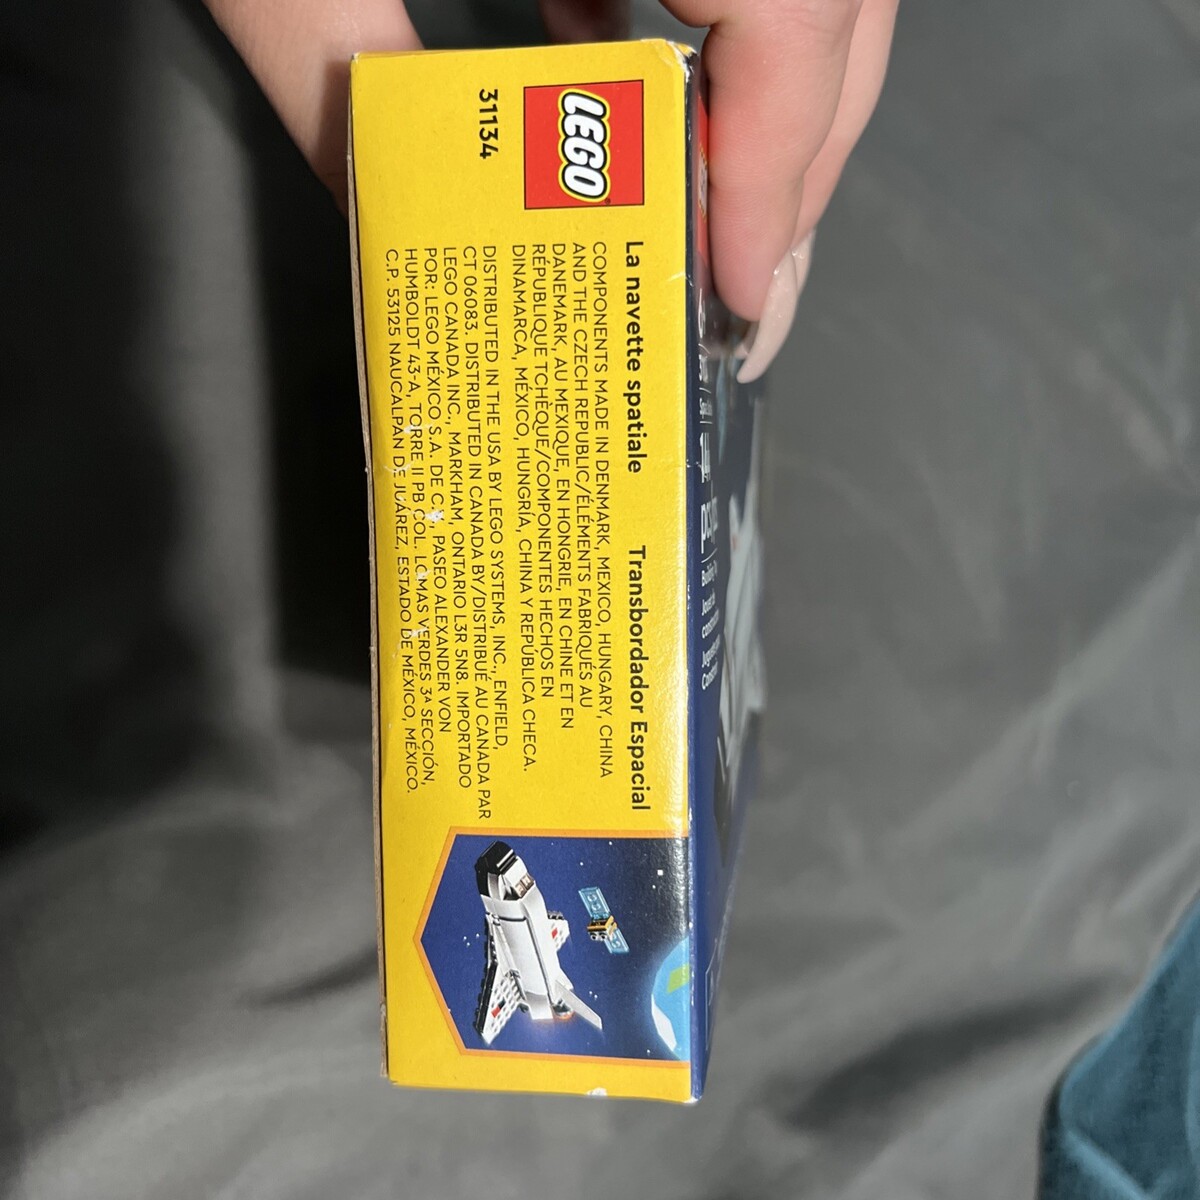 LEGO
31134
La navette spatiale Transbordador Espacial
COMPONENTS MADE IN DENMARK, MEXICO, HUNGARY, CHINA
AND THE CZECH REPUBLIC/ÉLÉMENTS FABRIQUÉS AU
DANEMARK, AU MEXIQUE, EN HONGRIE, EN CHINE ET EN
RÉPUBLIQUE TCHÈQUE/COMPONENTES HECHOS EN
DINAMARCA, MÉXICO, HUNGRÍA, CHINA Y REPÚBLICA CHECA.
DISTRIBUTED IN THE USA BY LEGO SYSTEMS, INC., ENFIELD,
CT 06083. DISTRIBUTED IN CANADA BY/DISTRIBUÉ AU CANADA PAR
LEGO CANADA INC., MARKHAM, ONTARIO L3R 5N8. IMPORTADO
POR: LEGO MÉXICO, S.A. DE C.V., PASEO ALEXANDER VON
HUMBOLDT 43-A, TORRE II PB COL. LOMAS VERDES 3ª SECCIÓN,
C.P. 53125 NAUCALPAN DE JUÁREZ, ESTADO DE MÉXICO, MÉXICO.
Building